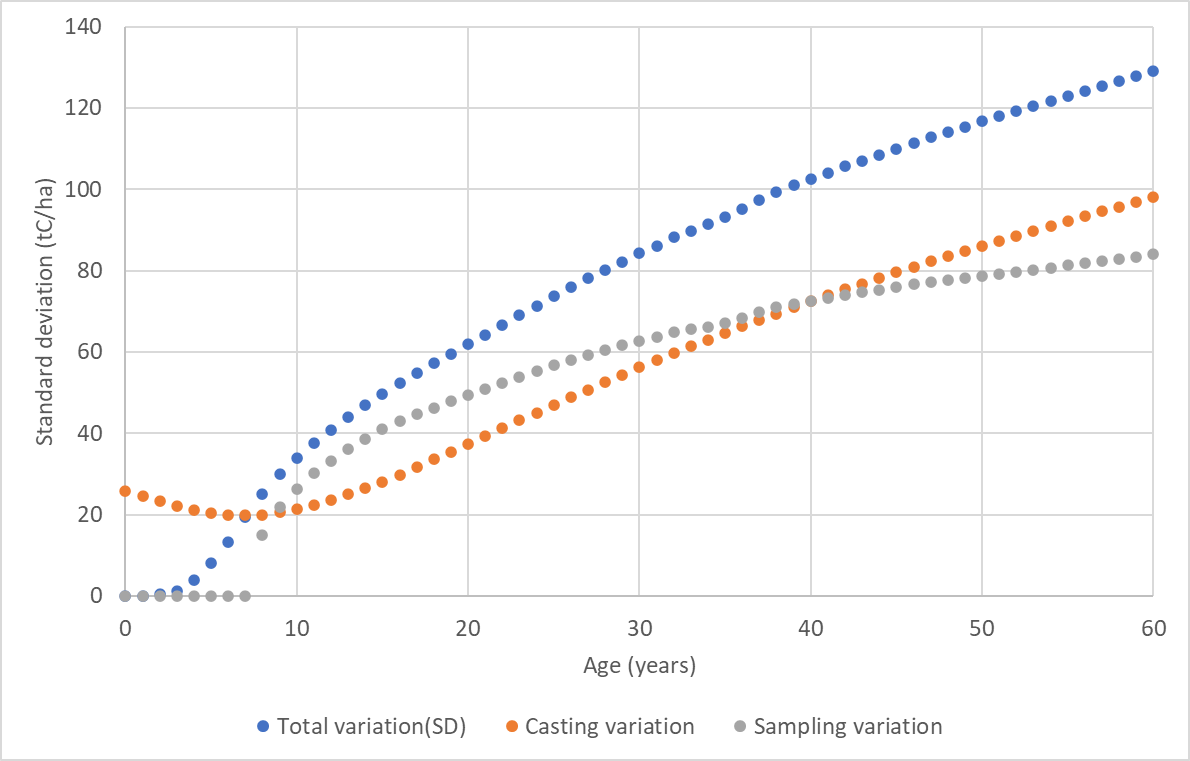 140
120
100
80
60
40
20
0
Standard deviation (tC/ha)
0 10 20 30 40 50 60
Age (years)
Total variation(SD) Casting variation Sampling variation